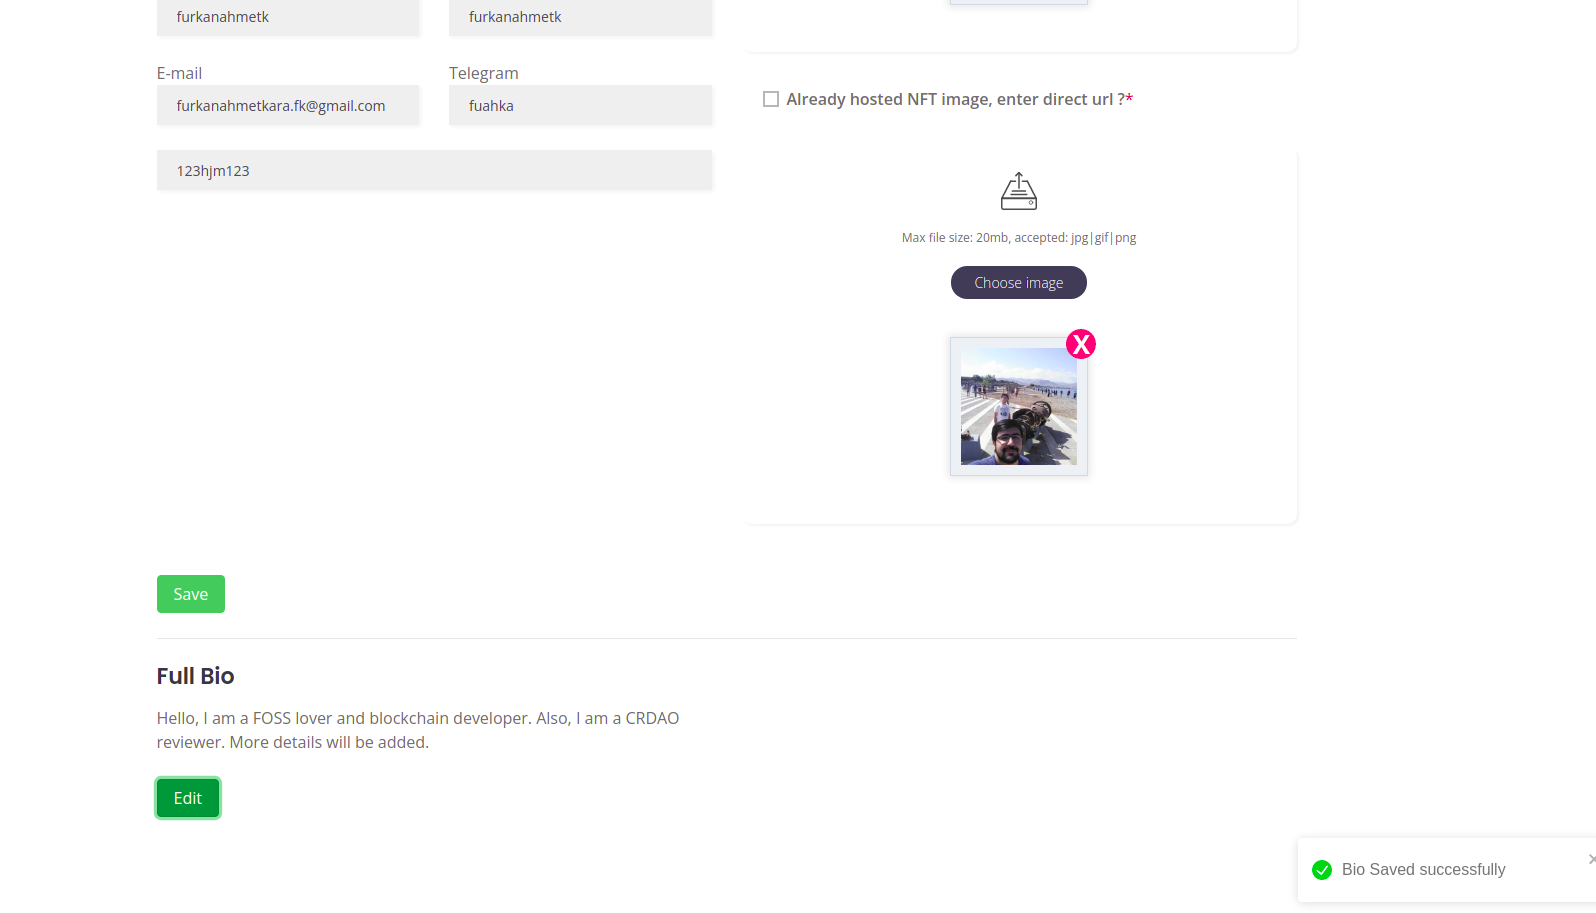 furkanahmetk
furkanahmetk
E-mail
Telegram
furkanahmetkara.fk@gmail.com
fuahka
123hjm123
Already hosted NFT image, enter direct url ?*
Max file size: 20mb, accepted: jpg|gif|png
Choose image
X
Save
Full Bio
Hello, I am a FOSS lover and blockchain developer. Also, I am a CRDAO
reviewer. More details will be added.
Edit
Bio Saved successfully